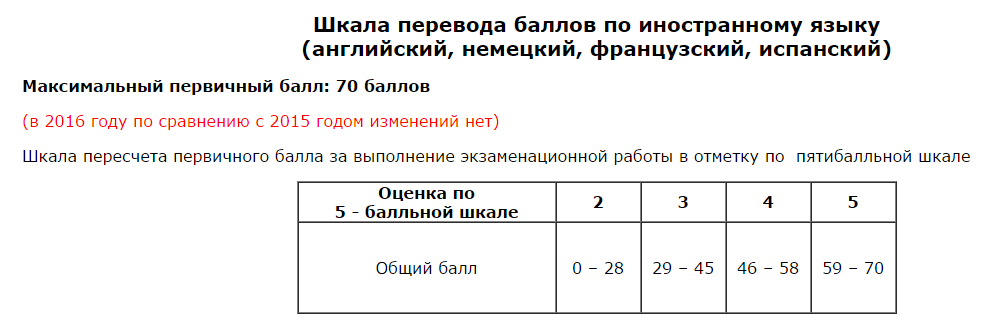 Шкала перевода баллов по иностранному языку
(английский, немецкий, французский, испанский)
Максимальный первичный балл: 70 баллов
(в 2016 году по сравнению с 2015 годом изменений нет)
Шкала пересчета первичного балла за выполнение экзаменационной работы в отметку по  пятибалльной шкале
Оценка по
5 - балльной шкале
2
3
4
5
Общий балл
0 – 28
29 – 45
46 – 58
59 – 70